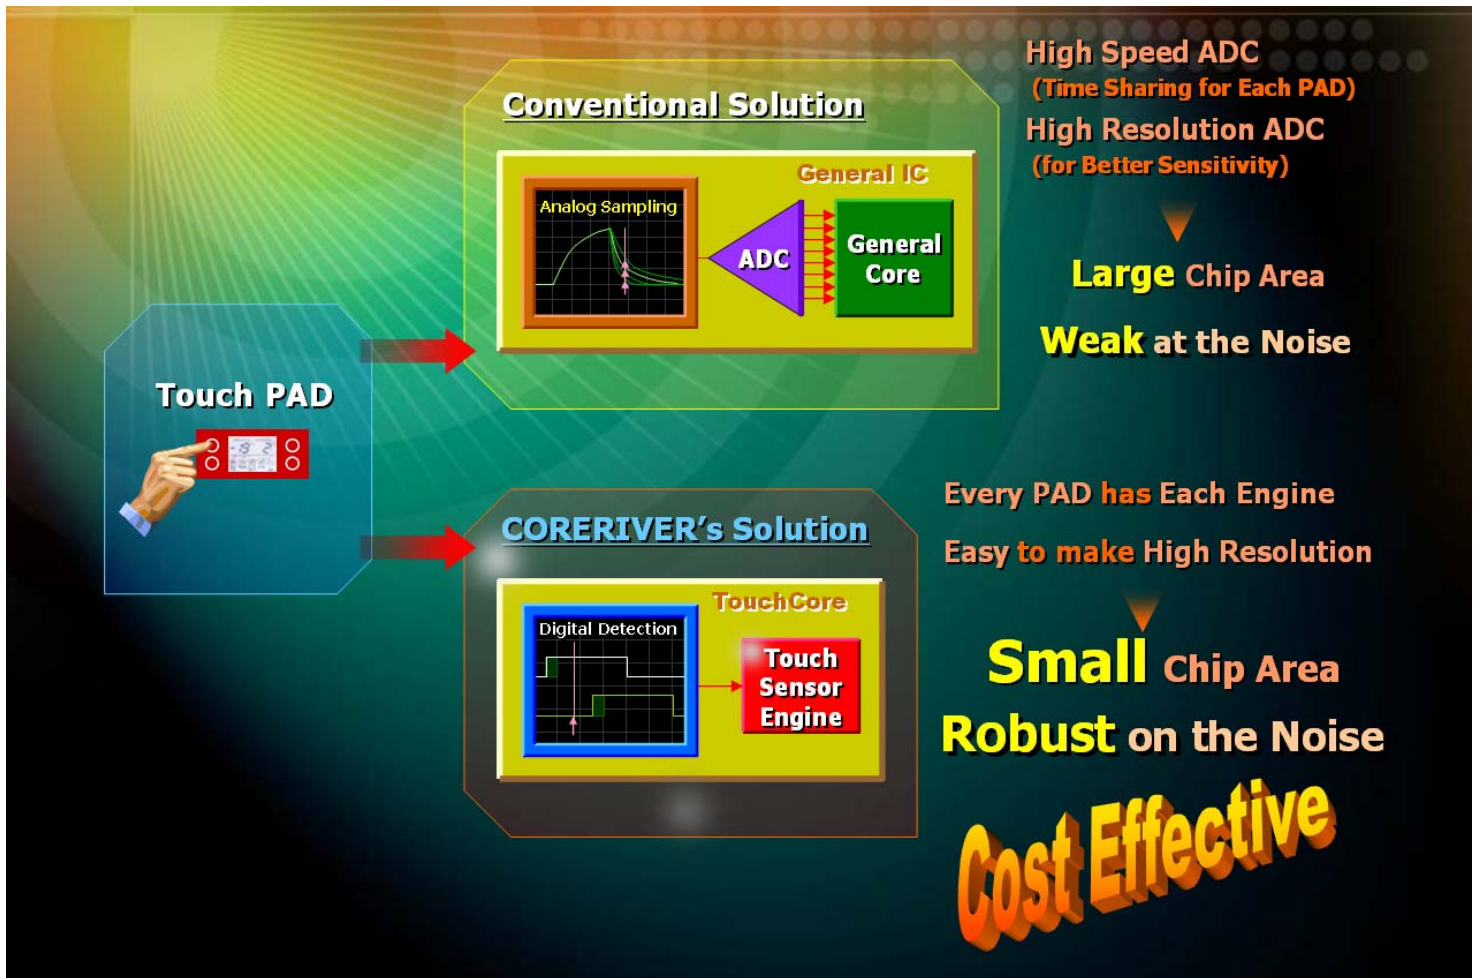 Touch PAD
Conventional Solution
General IC
Analog Sampling
ADC
General
Core
High Speed ADC
(Time Sharing for Each PAD)
High Resolution ADC
(for Better Sensitivity)
Large Chip Area
Weak at the Noise
CORERIVER's Solution
TouchCore
Digital Detection
Touch
Sensor
Engine
Every PAD has Each Engine
Easy to make High Resolution
Small Chip Area
Robust on the Noise
Cost Effective